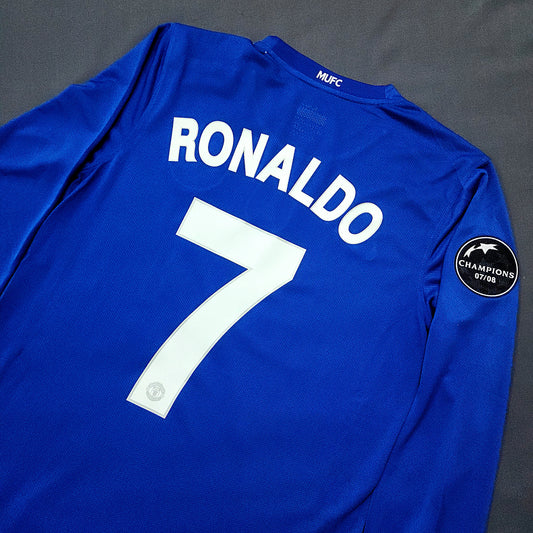 MUFC
RONALDO
7
CHAMPIONS
07/08